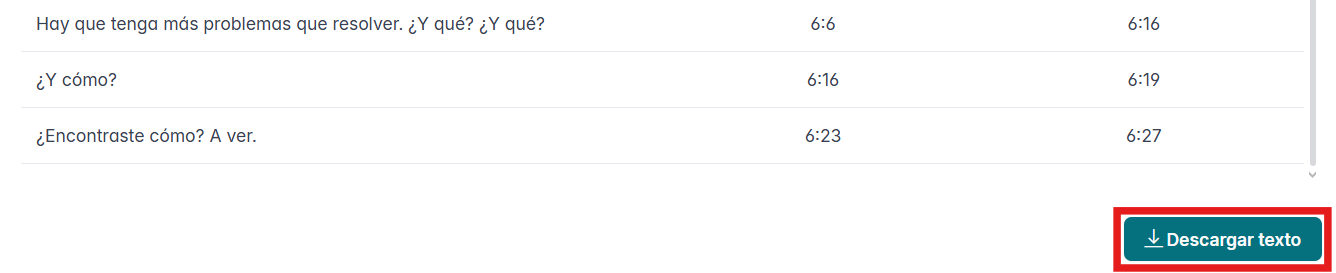 Hay que tenga más problemas que resolver. ¿Y qué? ¿Y qué? 6:6 6:16
¿Y cómo? 6:16 6:19
¿Encontraste cómo? A ver. 6:23 6:27
Descargar texto